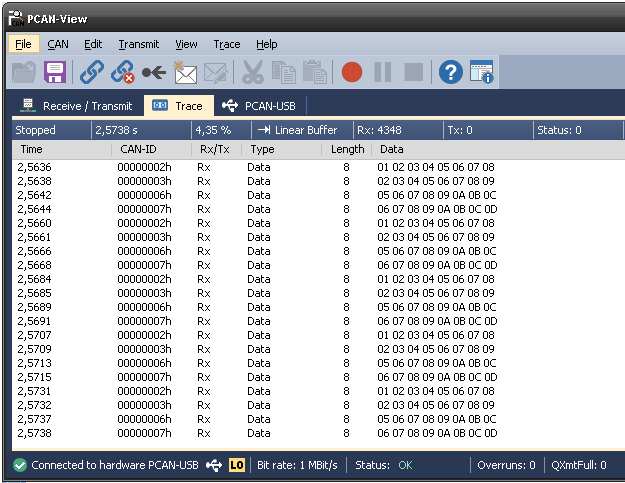 PCAN-View
File CAN Edit Transmit View Trace Help
Receive / Transmit Trace PCAN-USB
Stopped 2,5738 s 4,35 % Linear Buffer Rx: 4348 Tx: 0 Status: 0
Time CAN-ID Rx/Tx Type Length Data
2,5636 00000002h Rx Data 8 01 02 03 04 05 06 07 08
2,5638 00000003h Rx Data 8 02 03 04 05 06 07 08 09
2,5642 00000006h Rx Data 8 05 06 07 08 09 0A 0B 0C
2,5644 00000007h Rx Data 8 06 07 08 09 0A 0B 0C 0D
2,5660 00000002h Rx Data 8 01 02 03 04 05 06 07 08
2,5661 00000003h Rx Data 8 02 03 04 05 06 07 08 09
2,5666 00000006h Rx Data 8 05 06 07 08 09 0A 0B 0C
2,5668 00000007h Rx Data 8 06 07 08 09 0A 0B 0C 0D
2,5684 00000002h Rx Data 8 01 02 03 04 05 06 07 08
2,5685 00000003h Rx Data 8 02 03 04 05 06 07 08 09
2,5689 00000006h Rx Data 8 05 06 07 08 09 0A 0B 0C
2,5691 00000007h Rx Data 8 06 07 08 09 0A 0B 0C 0D
2,5707 00000002h Rx Data 8 01 02 03 04 05 06 07 08
2,5709 00000003h Rx Data 8 02 03 04 05 06 07 08 09
2,5713 00000006h Rx Data 8 05 06 07 08 09 0A 0B 0C
2,5715 00000007h Rx Data 8 06 07 08 09 0A 0B 0C 0D
2,5731 00000002h Rx Data 8 01 02 03 04 05 06 07 08
2,5732 00000003h Rx Data 8 02 03 04 05 06 07 08 09
2,5737 00000006h Rx Data 8 05 06 07 08 09 0A 0B 0C
2,5738 00000007h Rx Data 8 06 07 08 09 0A 0B 0C 0D
Connected to hardware PCAN-USB LO Bit rate: 1 MBit/s Status: OK Overruns: 0 QXmtFull: 0